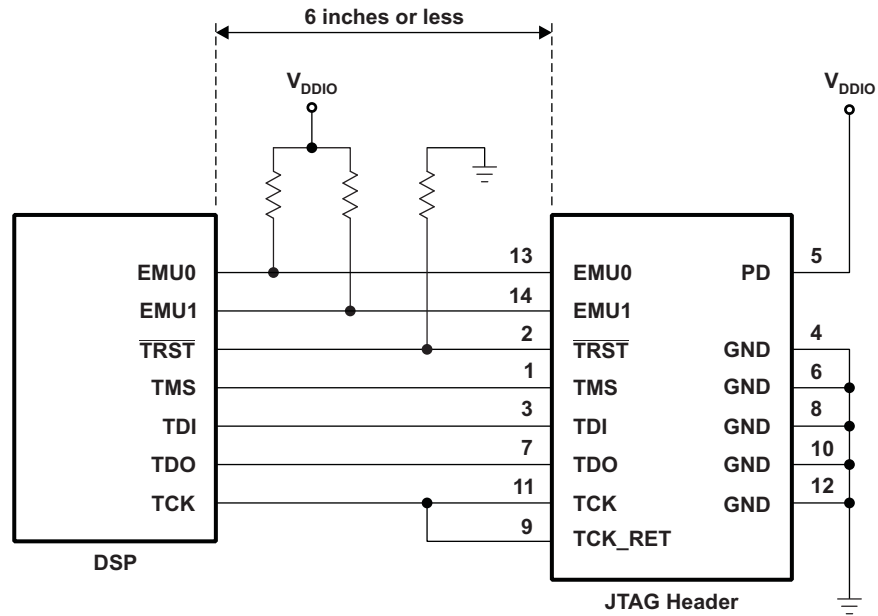 6 inches or less
VDDIO
VDDIO
13
EMU0
EMU0
PD
5
14
EMU1
EMU1
2
TRST
TRST
GND
4
1
TMS
TMS
GND
6
3
TDI
TDI
GND
8
7
TDO
TDO
GND
10
11
TCK
TCK
GND
12
9
TCK_RET
DSP
JTAG Header